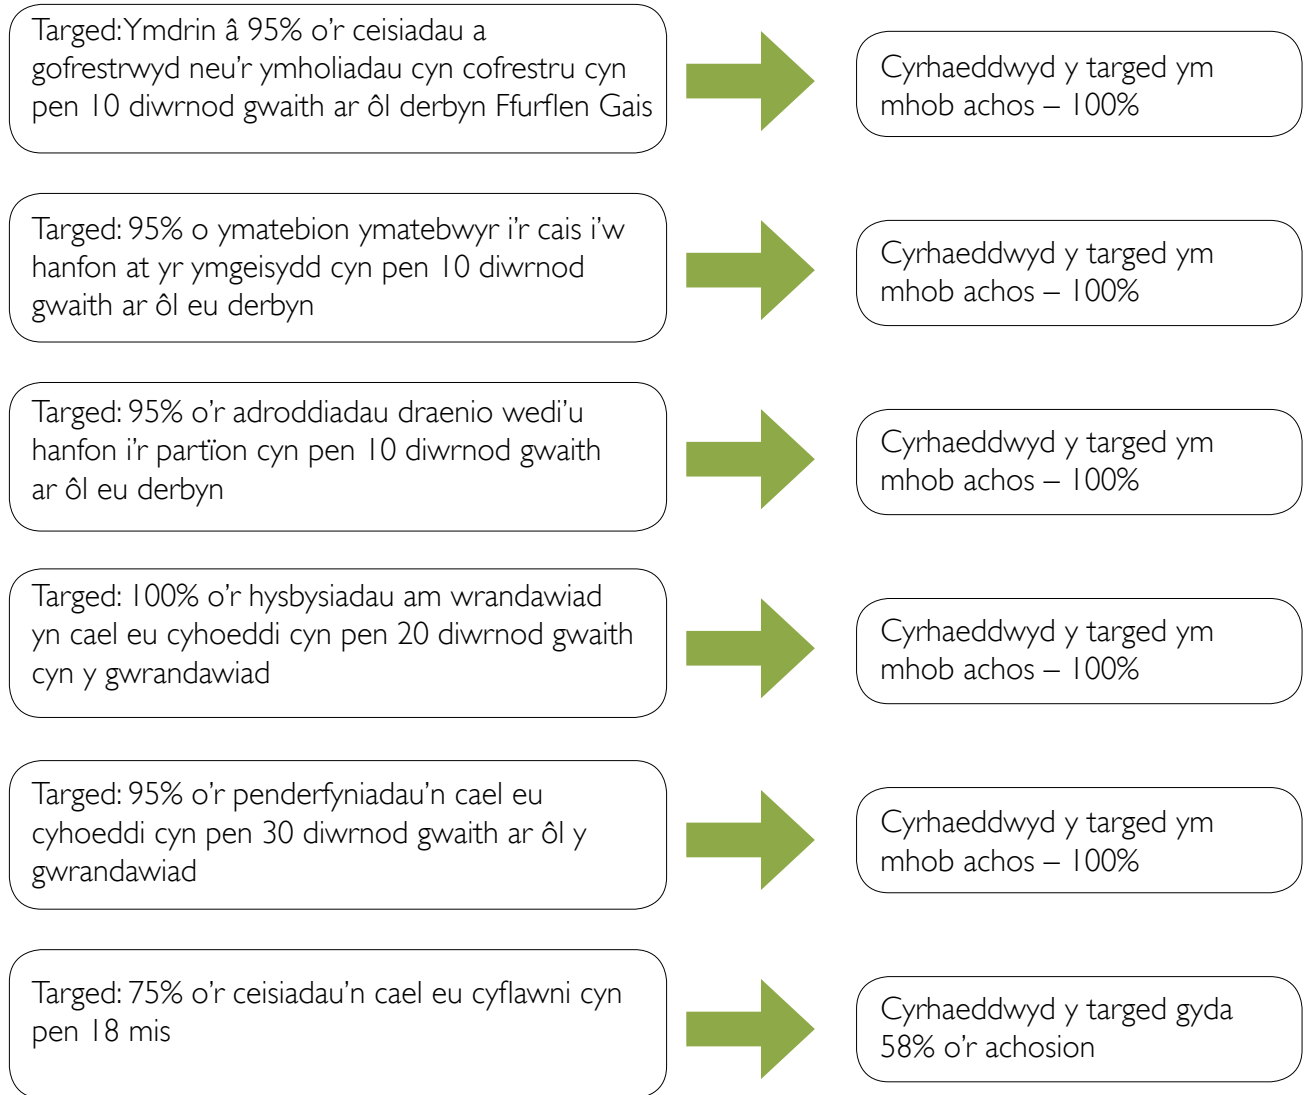 Targed: Ymdrin â 95% o'r ceisiadau a
gofrestrwyd neu'r ymholiadau cyn cofrestru cyn
pen 10 diwrnod gwaith ar ôl derbyn Ffurflen Gais
Cyrhaeddwyd y targed ym
mhob achos – 100%
Targed: 95% o ymatebion ymatebwyr i'r cais i'w
hanfon at yr ymgeisydd cyn pen 10 diwrnod
gwaith ar ôl eu derbyn
Cyrhaeddwyd y targed ym
mhob achos – 100%
Targed: 95% o'r adroddiadau draenio wedi'u
hanfon i'r partïon cyn pen 10 diwrnod gwaith
ar ôl eu derbyn
Cyrhaeddwyd y targed ym
mhob achos – 100%
Targed: 100% o'r hysbysiadau am wrandawiad
yn cael eu cyhoeddi cyn pen 20 diwrnod gwaith
cyn y gwrandawiad
Cyrhaeddwyd y targed ym
mhob achos – 100%
Targed: 95% o'r penderfyniadau'n cael eu
cyhoeddi cyn pen 30 diwrnod gwaith ar ôl y
gwrandawiad
Cyrhaeddwyd y targed ym
mhob achos – 100%
Targed: 75% o'r ceisiadau'n cael eu cyflawni cyn
pen 18 mis
Cyrhaeddwyd y targed gyda
58% o'r achosion